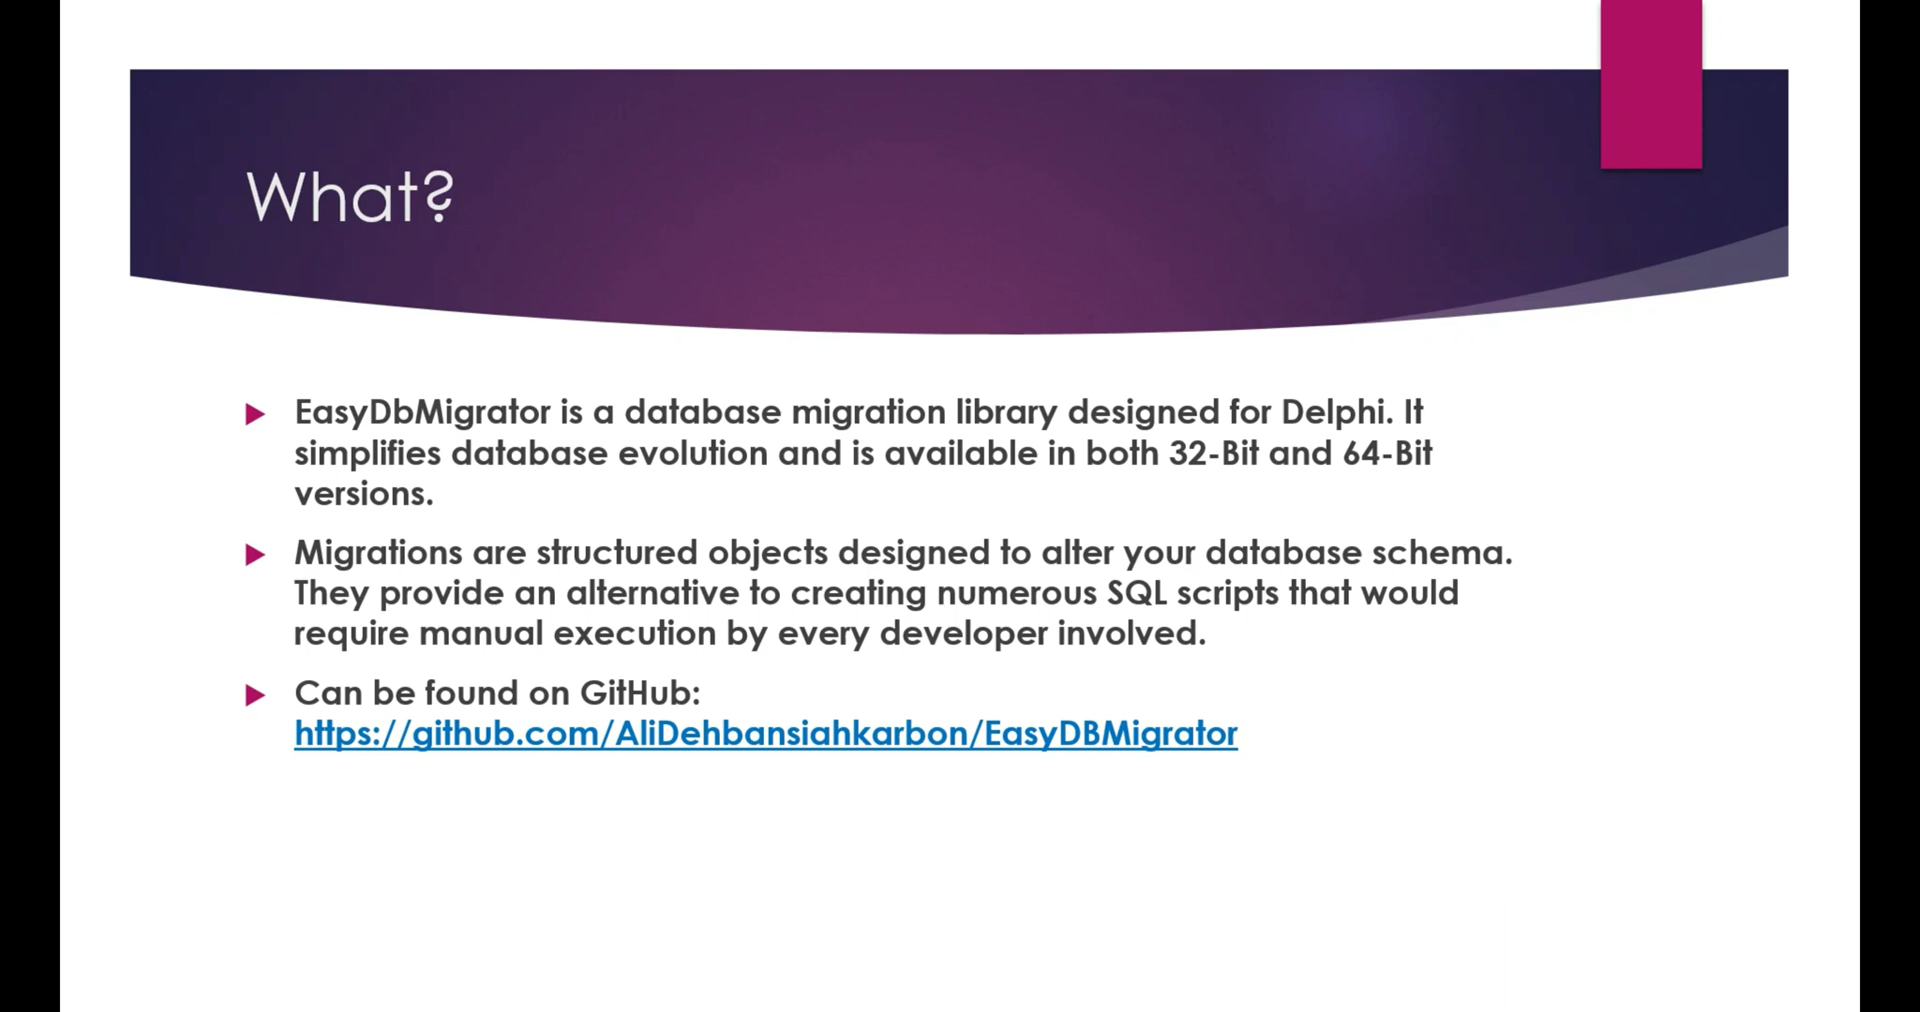 What?
EasyDbMigrator is a database migration library designed for Delphi. It
simplifies database evolution and is available in both 32-Bit and 64-Bit
versions.
Migrations are structured objects designed to alter your database schema.
They provide an alternative to creating numerous SQL scripts that would
require manual execution by every developer involved.
Can be found on GitHub:
https://github.com/AliDehbansiahkarbon/EasyDBMigrator